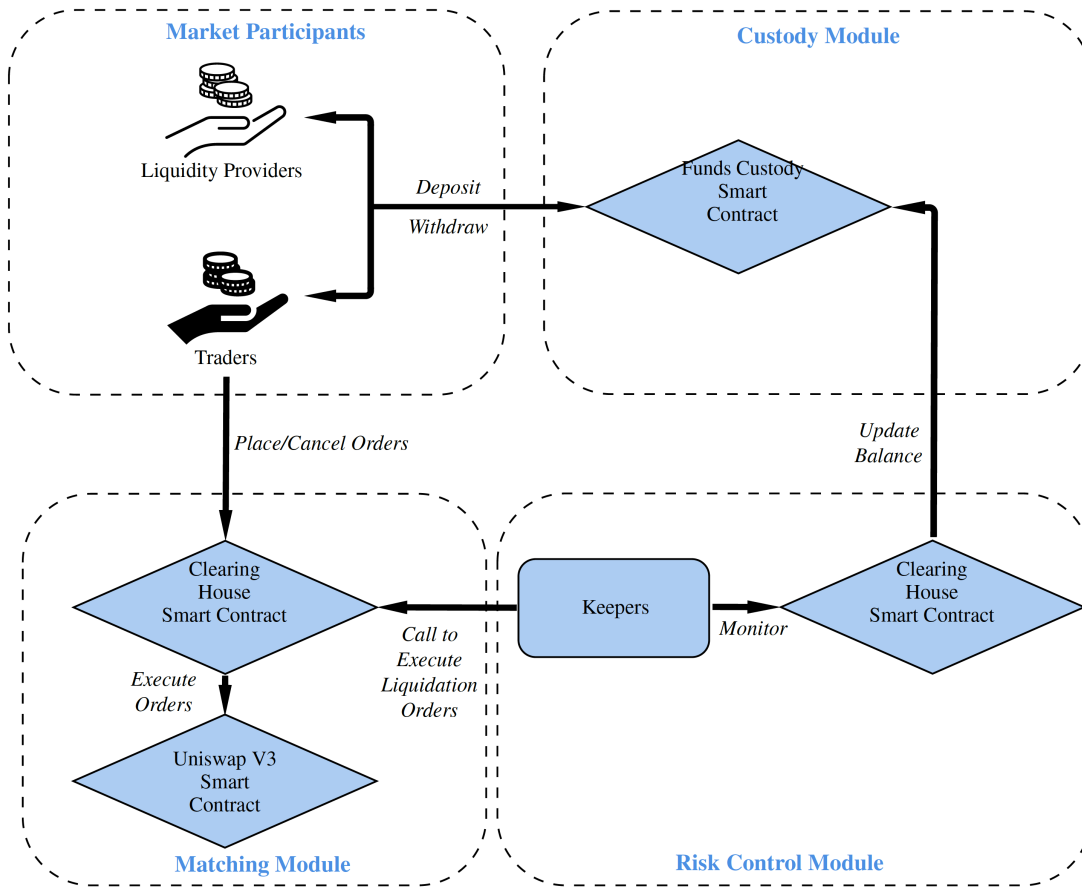 Market Participants
Custody Module
Liquidity Providers
Deposit
Withdraw
Funds Custody
Smart
Contract
Traders
Place/Cancel Orders
Update
Balance
Clearing
House
Smart Contract
Keepers
Clearing
House
Smart Contract
Call to
Execute
Liquidation
Orders
Monitor
Execute
Orders
Uniswap V3
Smart
Contract
Matching Module
Risk Control Module